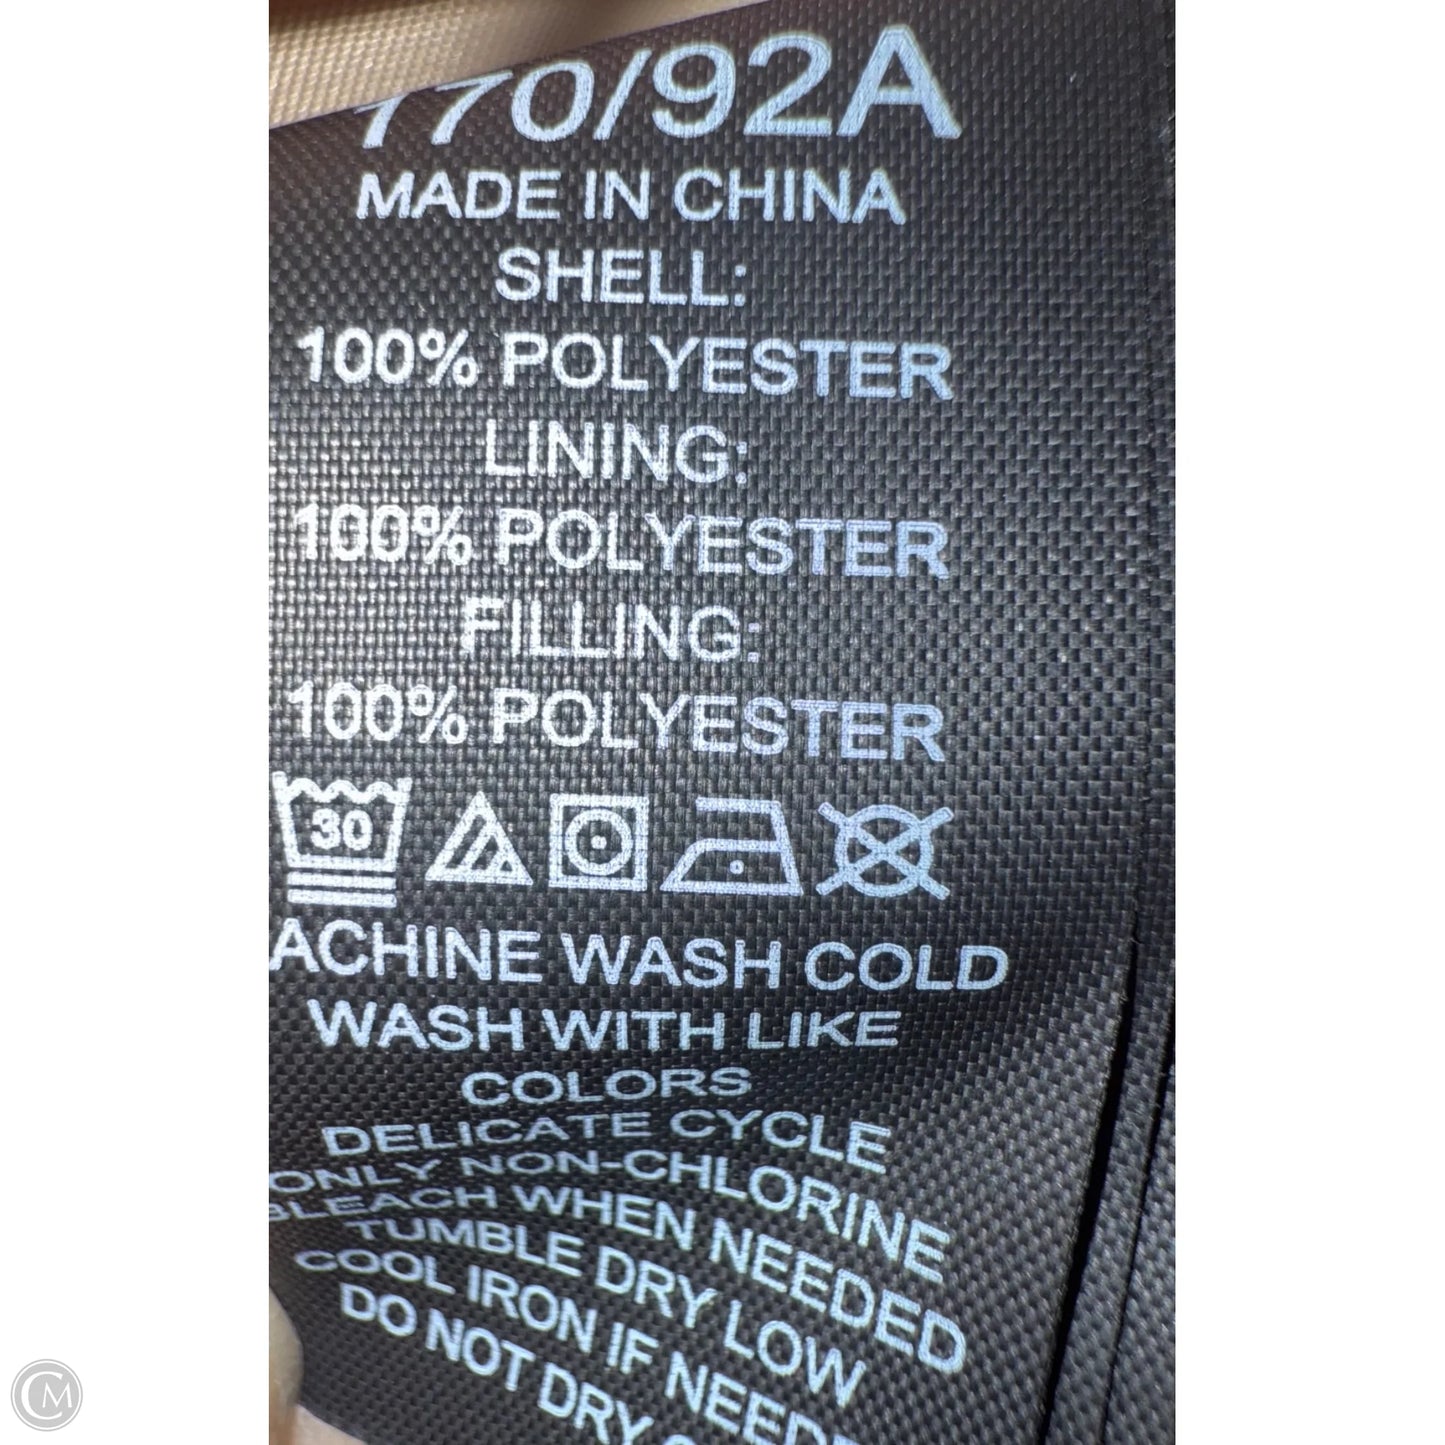 170/92A
MADE IN CHINA
SHELL:
100% POLYESTER
LINING:
100% POLYESTER
FILLING:
100% POLYESTER
30
ACHINE WASH COLD
WASH WITH LIKE
COLORS
DELICATE CYCLE
ONLY NON-CHLORINE
BLEACH WHEN NEEDED
TUMBLE DRY LOW
COOL IRON IF NEEDE
DO NOT DRY
CM